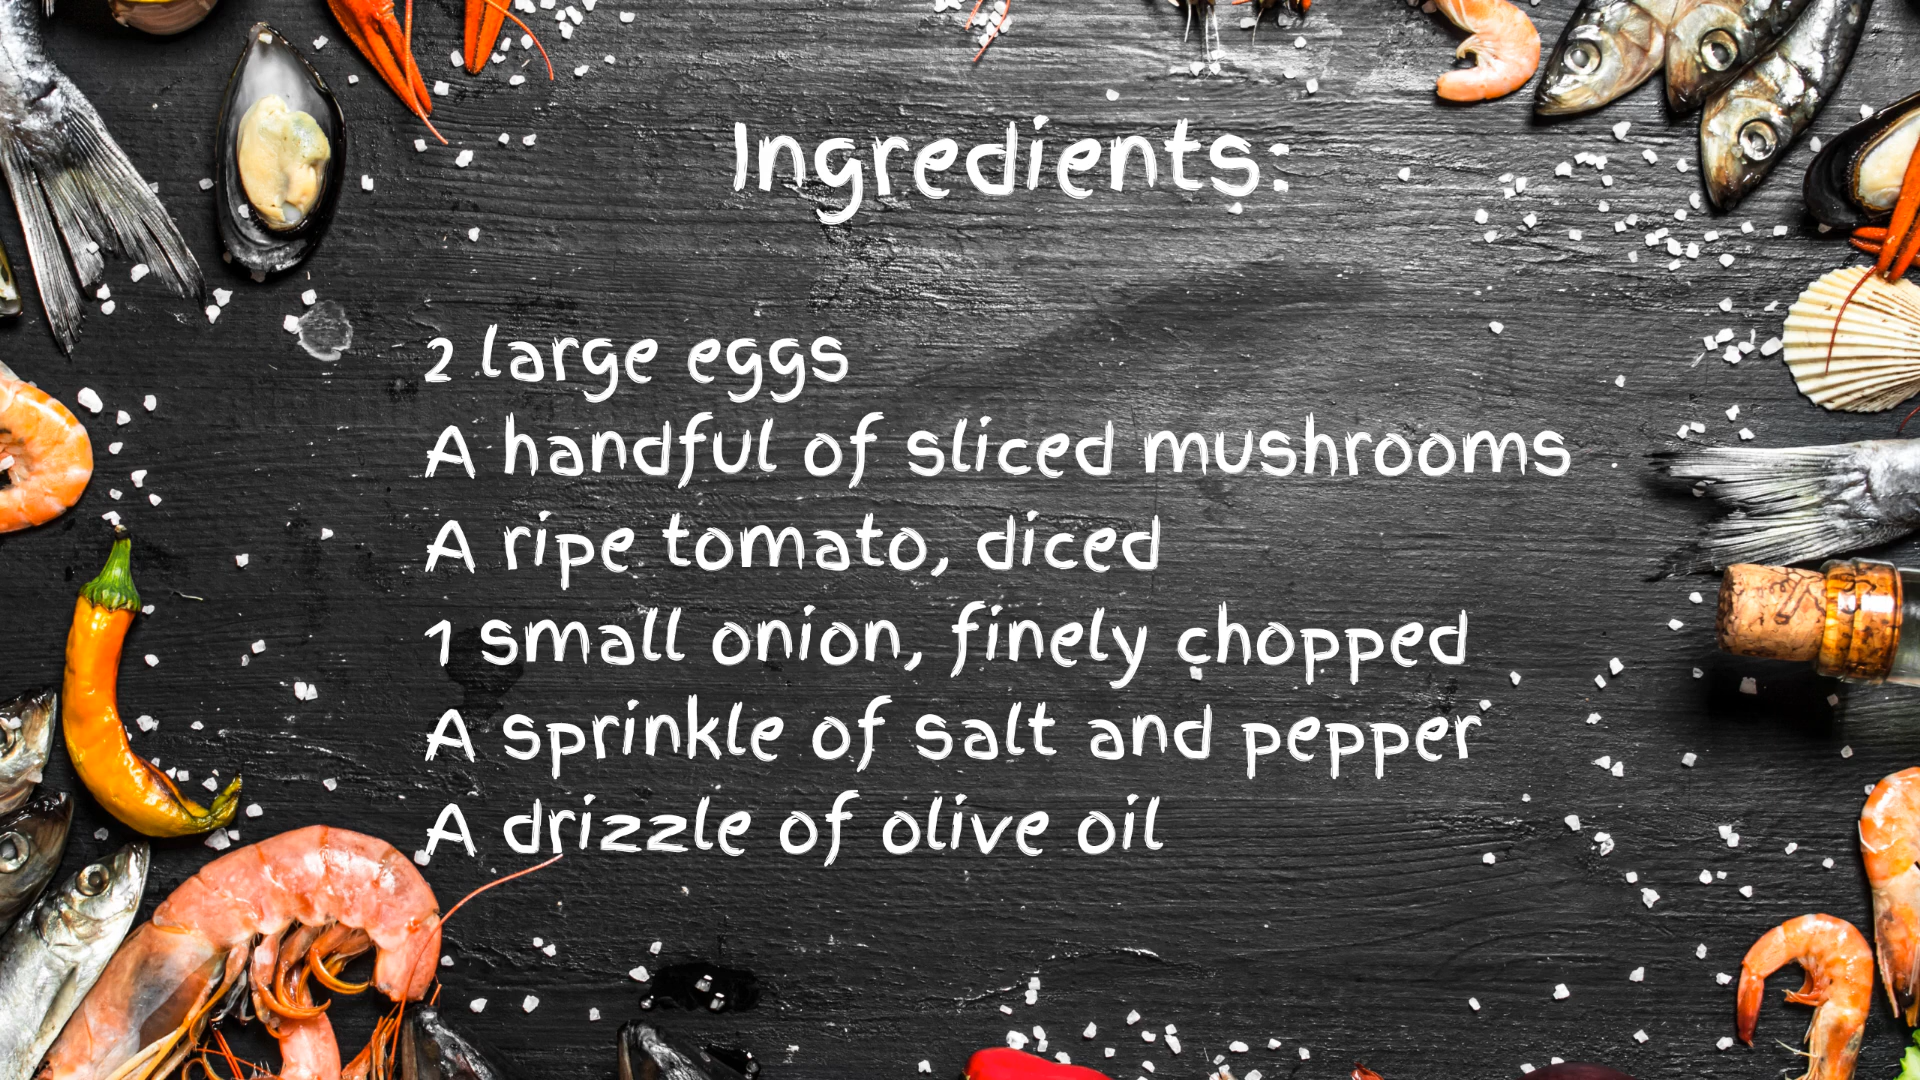 Ingredients:
2 large eggs
A handful of sliced mushrooms
A ripe tomato, diced
1 small onion, finely chopped
A sprinkle of salt and pepper
A drizzle of olive oil